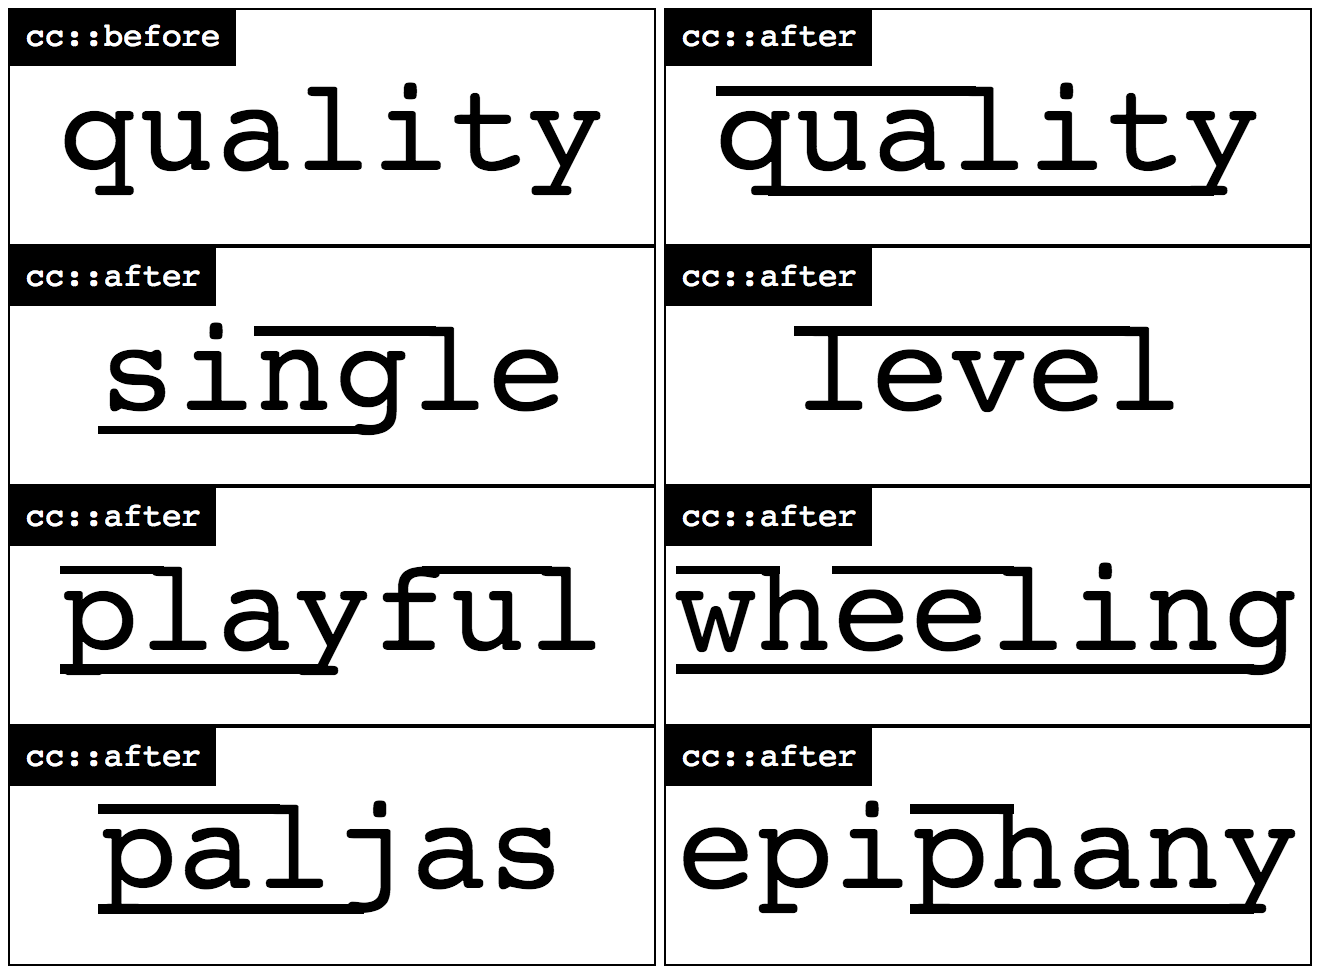 cc::before
quality
cc::after
quality
cc::after
single
cc::after
level
cc::after
playful
cc::after
wheeling
cc::after
paljas
cc::after
epiphany